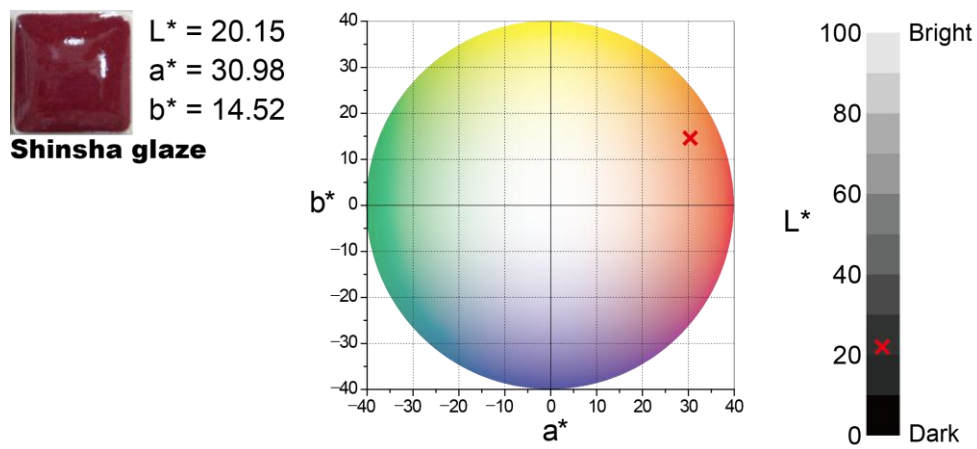 L* = 20.15
a* = 30.98
b* = 14.52
Shinsha glaze
40
30
20
10
b* 0
−10
−20
−30
−40
−40 −30 −20 −10 0 10 20 30 40
a*
100 Bright
80
60
L*
40
20
0 Dark